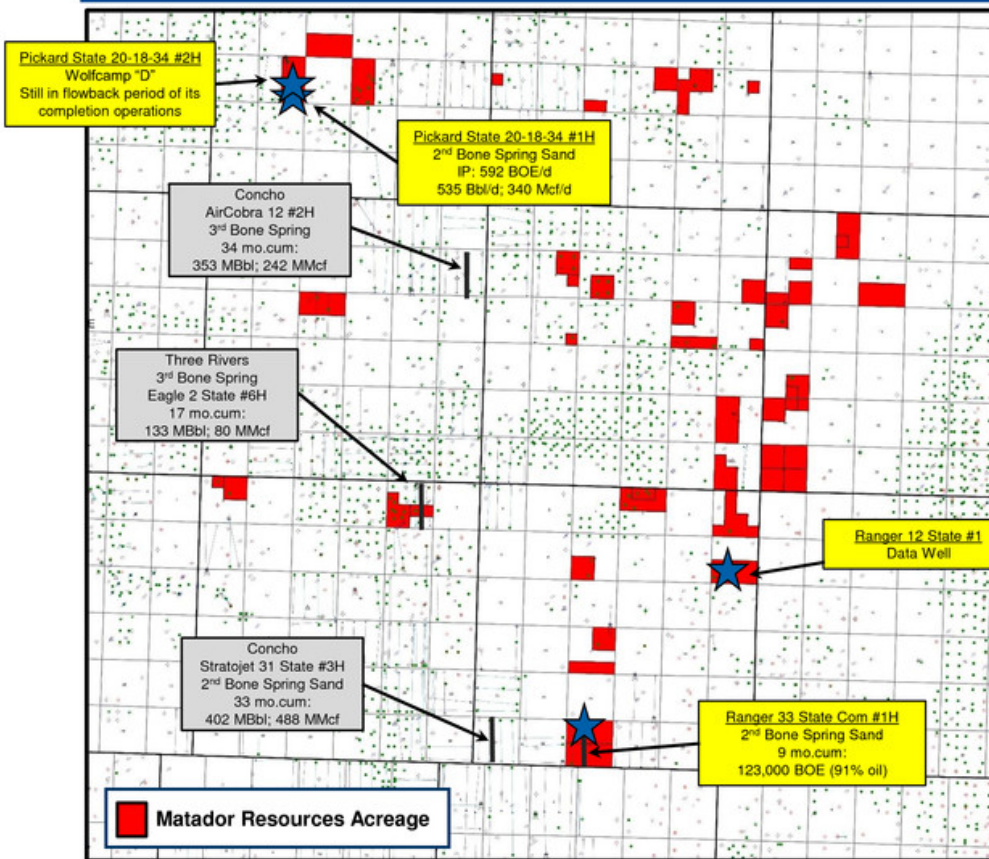 Pickard State 20-18-34 #2H
Wolfcamp "D"
Still in flowback period of its
completion operations
Pickard State 20-18-34 #1H
2nd Bone Spring Sand
IP: 592 BOE/d
535 Bbl/d; 340 Mcf/d
Concho
AirCobra 12 #2H
3rd Bone Spring
34 mo.cum:
353 MBbl; 242 MMcf
Three Rivers
3rd Bone Spring
Eagle 2 State #6H
17 mo.cum:
133 MBbl; 80 MMcf
Ranger 12 State #1
Data Well
Concho
Stratojet 31 State #3H
2nd Bone Spring Sand
33 mo.cum:
402 MBbl; 488 MMcf
Ranger 33 State Com #1H
2nd Bone Spring Sand
9 mo.cum:
123,000 BOE (91% oil)
Matador Resources Acreage